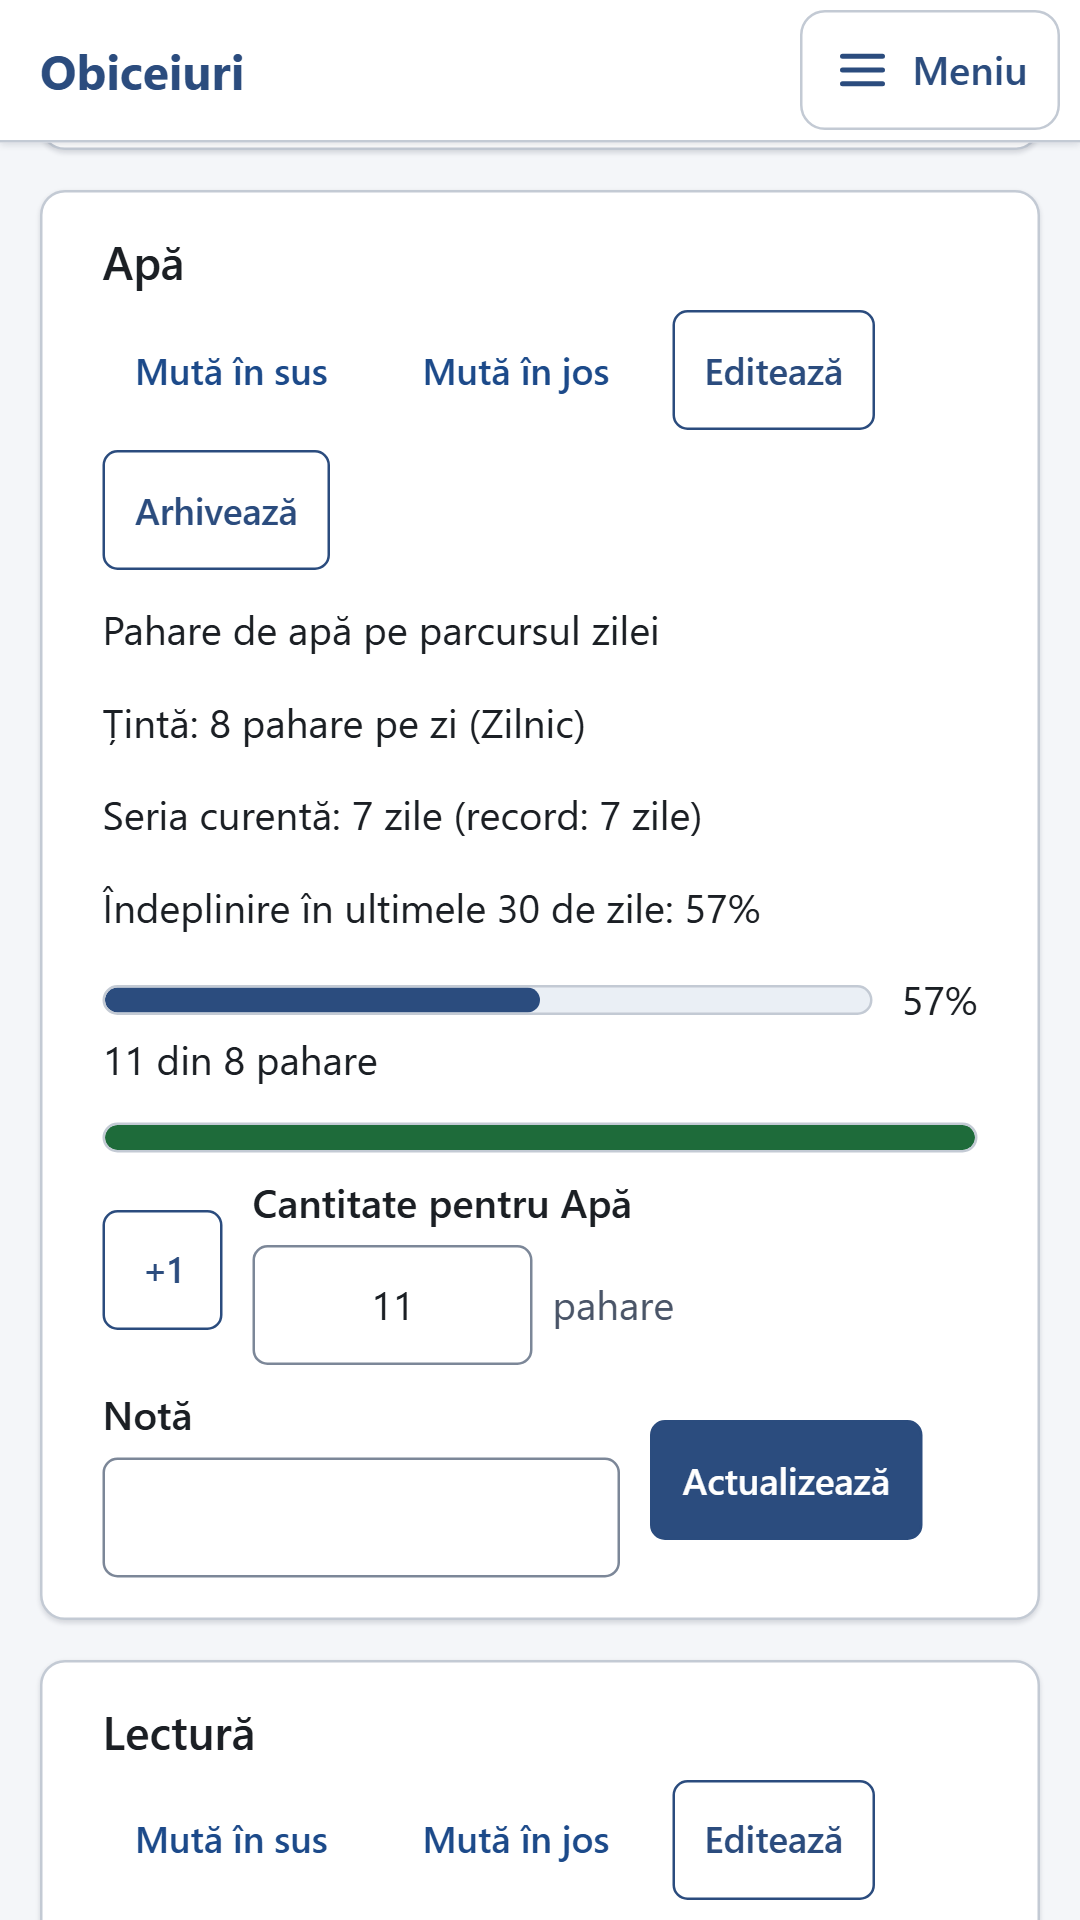 Obiceiuri
Meniu
Apă
Mută în sus
Mută în jos
Editează
Arhivează
Pahare de apă pe parcursul zilei
Țintă: 8 pahare pe zi (Zilnic)
Seria curentă: 7 zile (record: 7 zile)
Îndeplinire în ultimele 30 de zile: 57%
57%
11 din 8 pahare
Cantitate pentru Apă
+1
11
pahare
Notă
Actualizează
Lectură
Mută în sus
Mută în jos
Editează